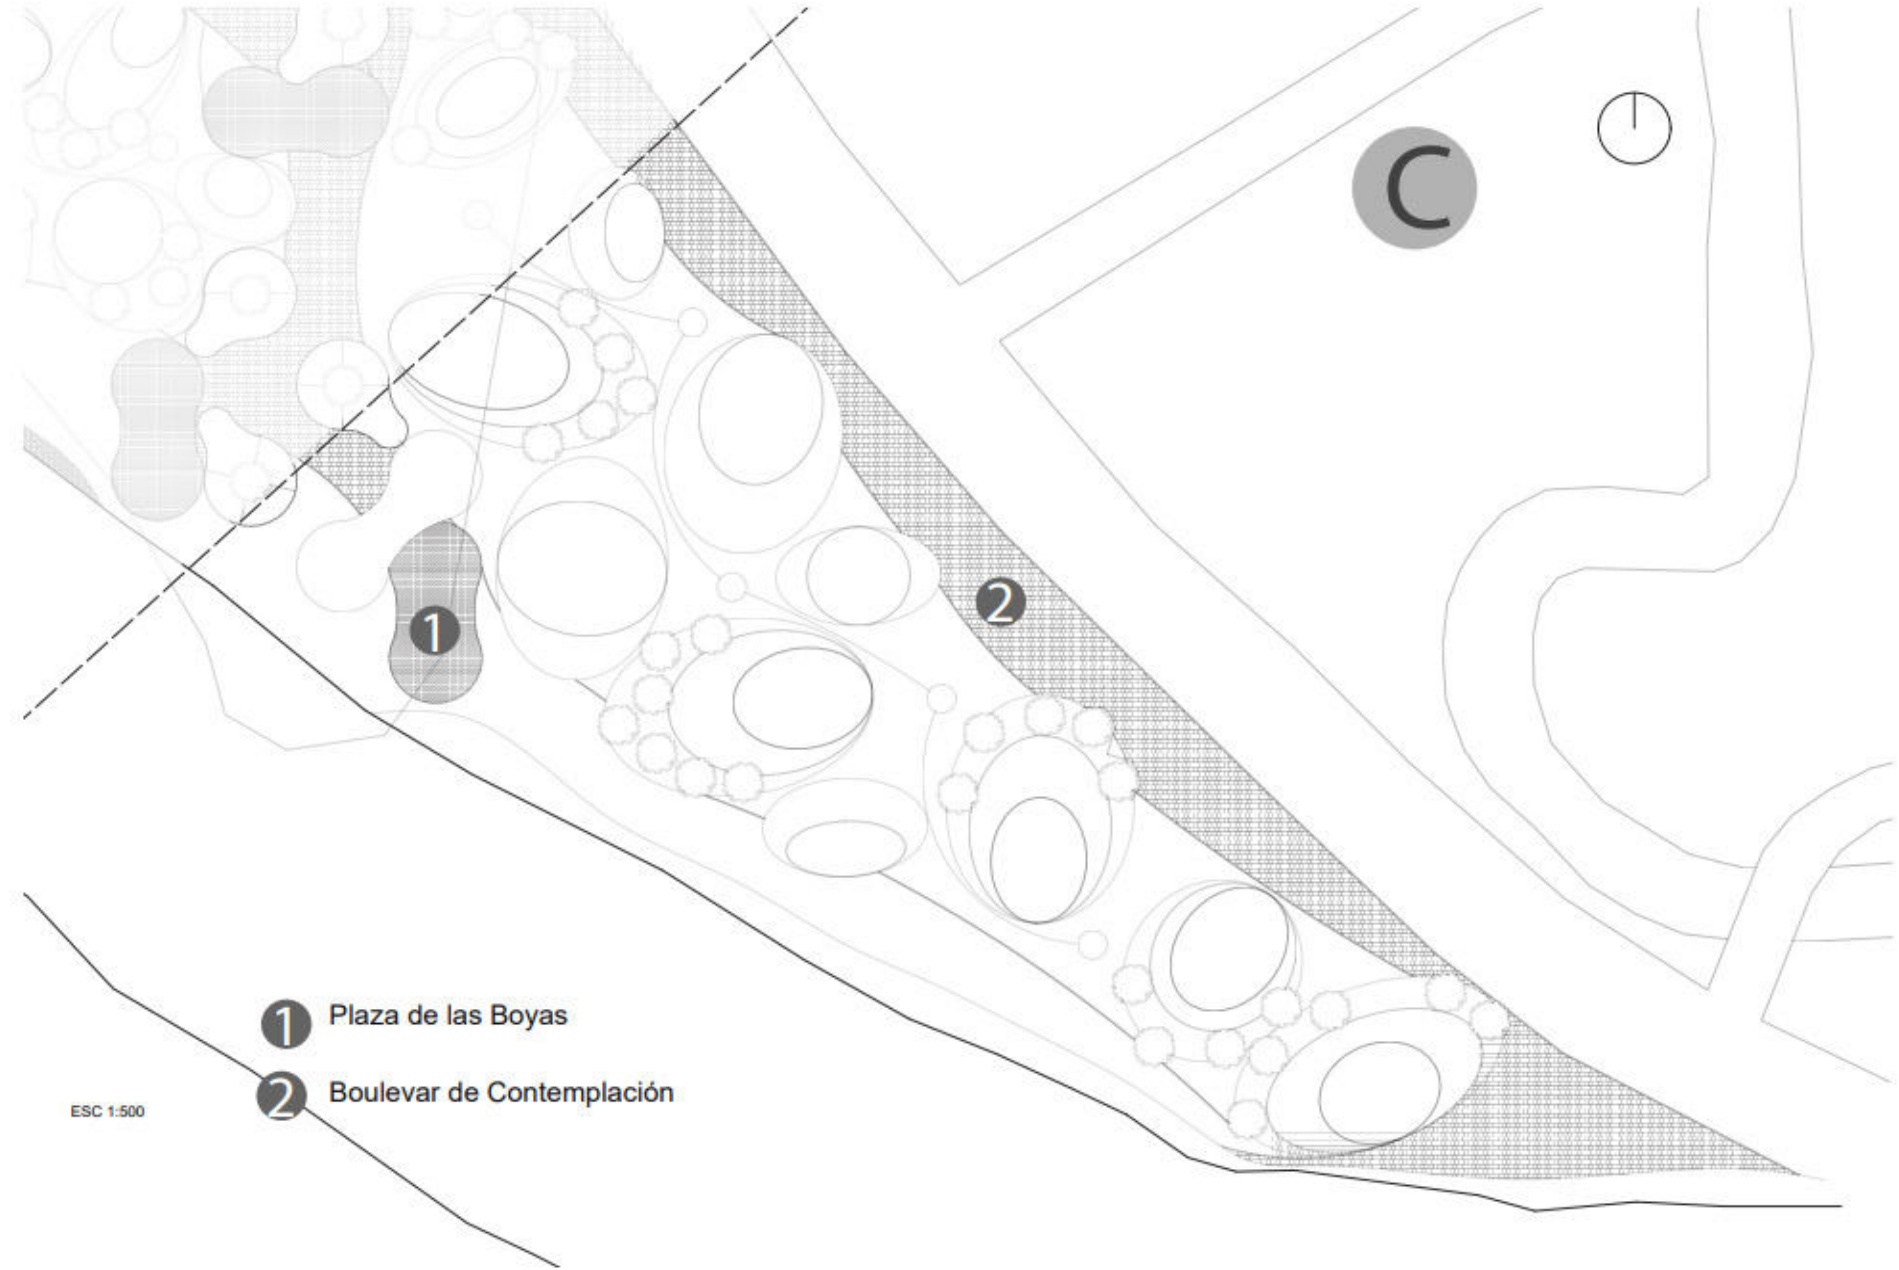 C
2
1
1 Plaza de las Boyas
2 Boulevar de Contemplación
ESC 1:500